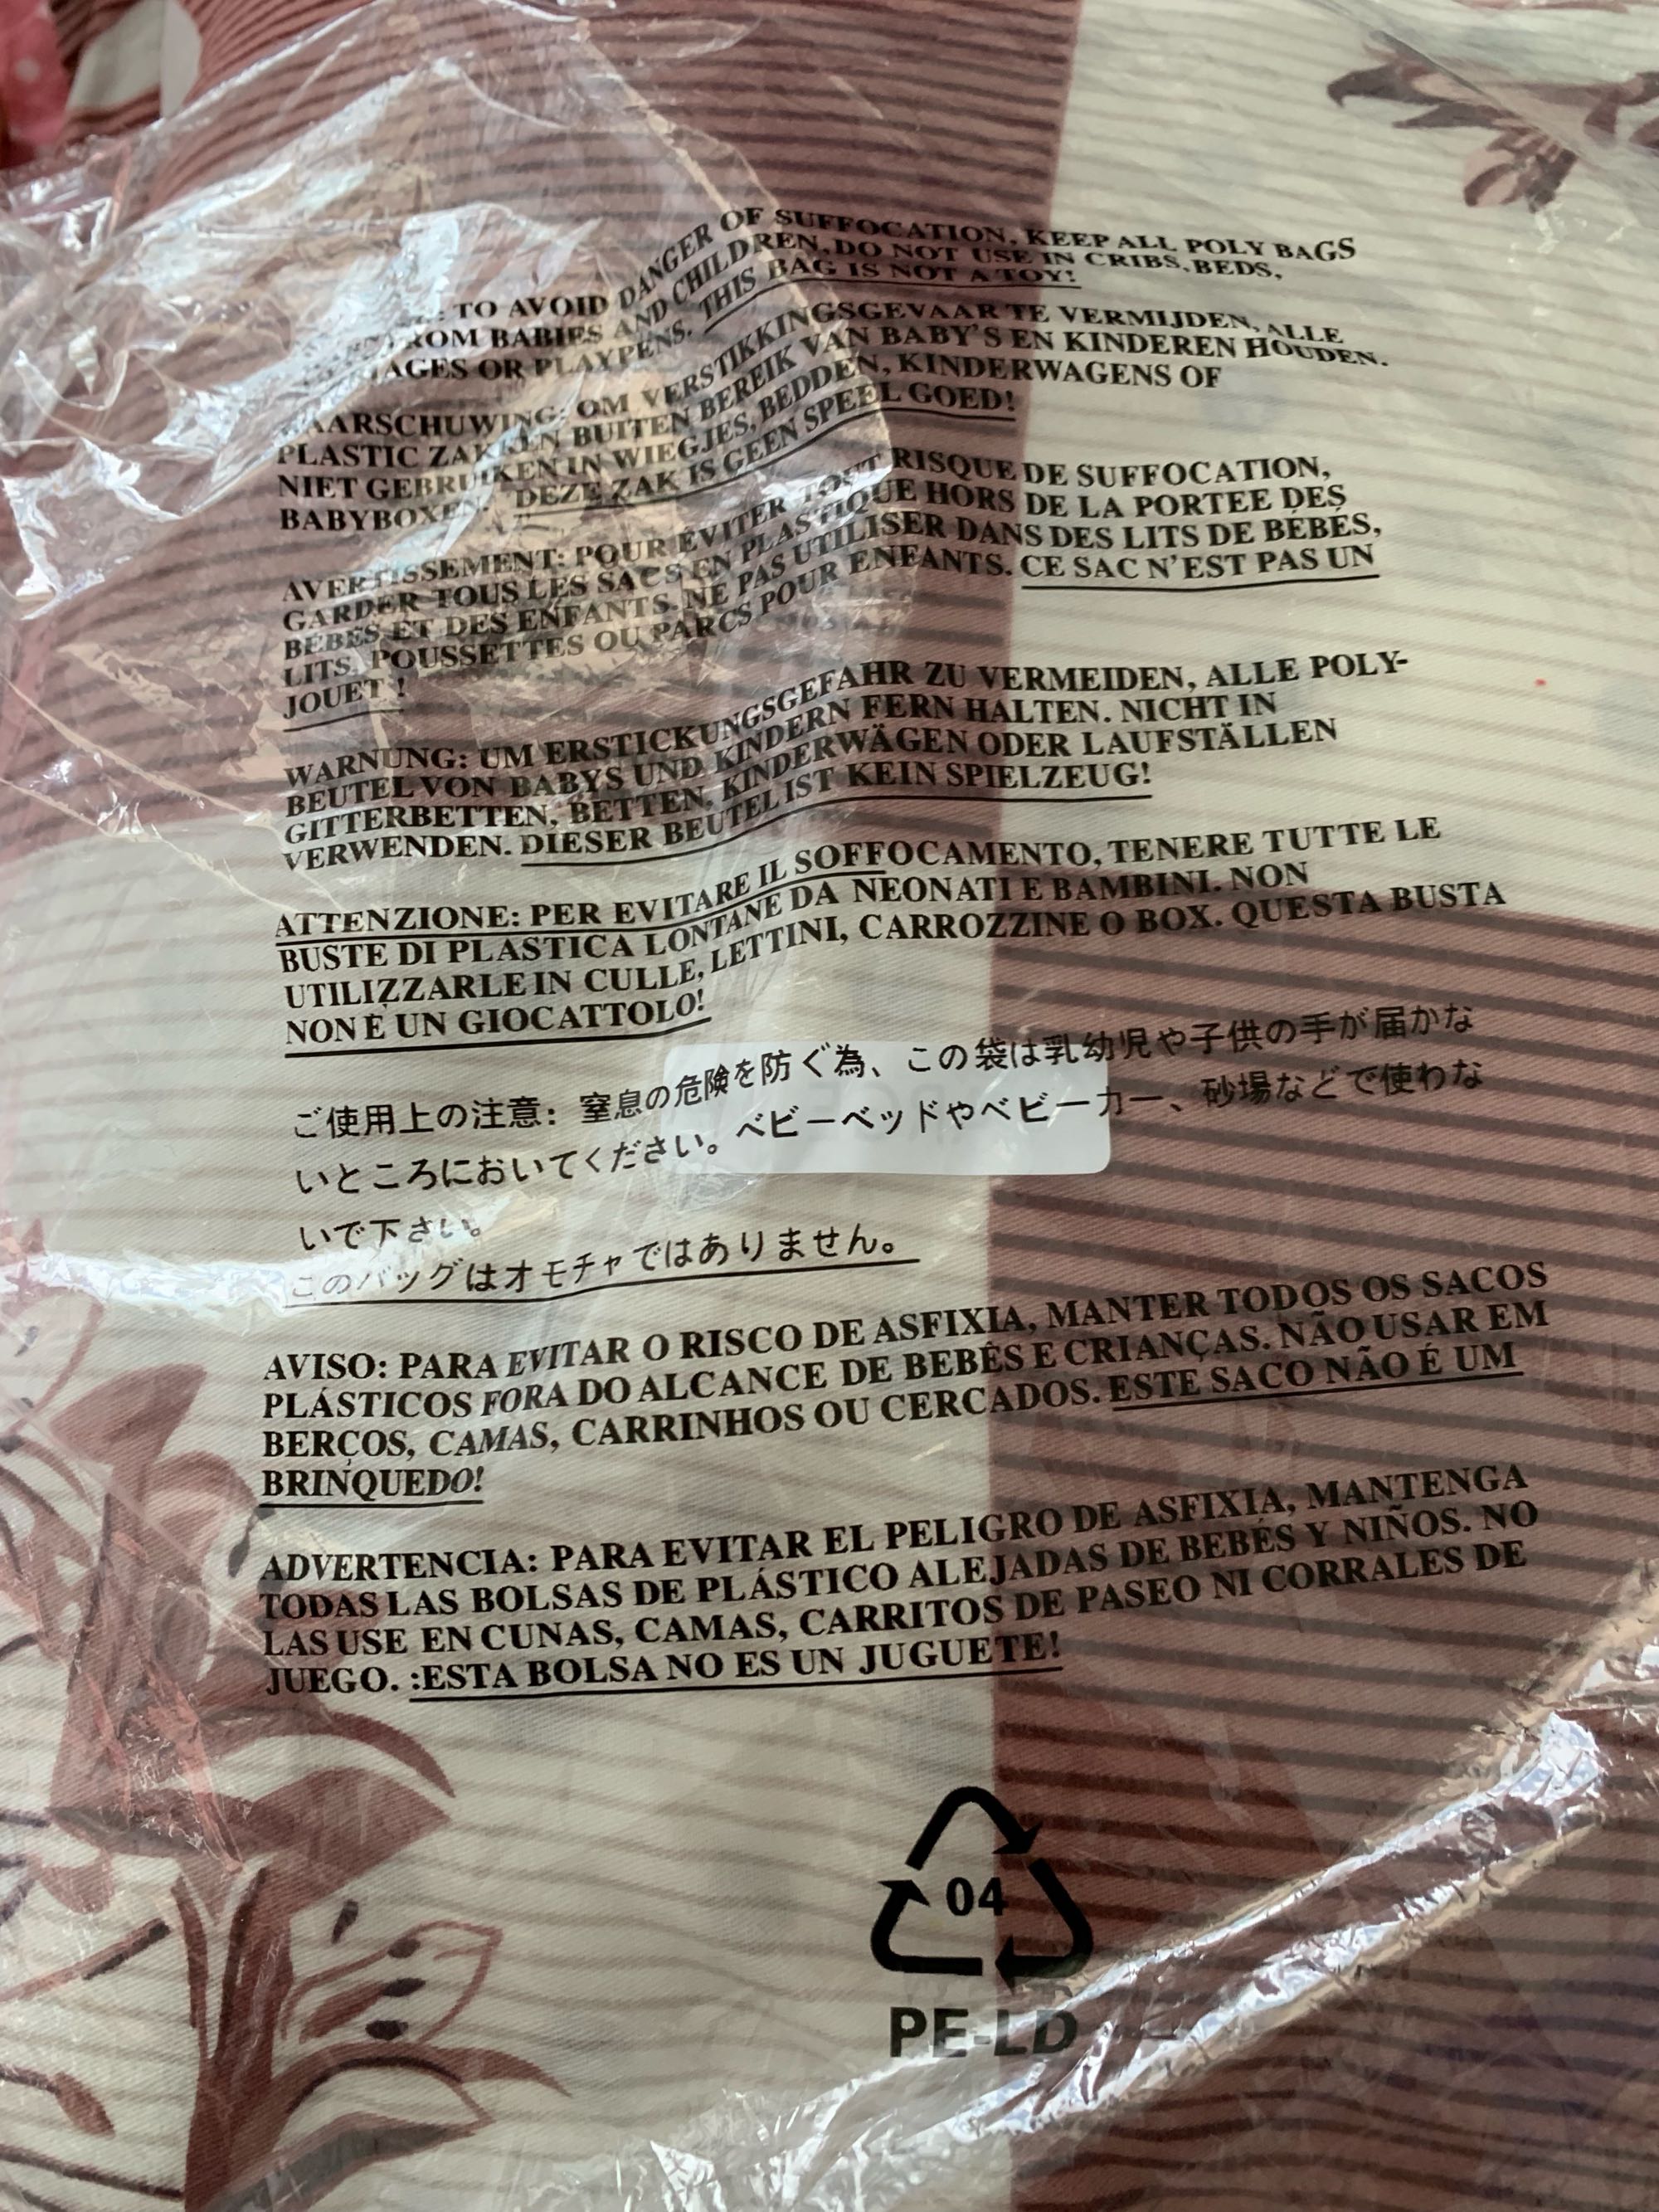 : TO AVOID DANGER OF SUFFOCATION, KEEP ALL POLY BAGS
FROM BABIES AND CHILDREN, DO NOT USE IN CRIBS, BEDS,
OR PLAYPENS. THIS BAG IS NOT A TOY!
WAARSCHUWING: OM VERSTIKKINGSGEVAAR TE VERMIJDEN, ALLE
PLASTIC ZAKKEN BUITEN BEREIK VAN BABY'S EN KINDEREN HOUDEN.
NIET GEBRUIKEN IN WIEGJES, BEDDEN, KINDERWAGENS OF
BABYBOXEN. DEZE ZAK IS GEEN SPEEL GOED!
AVERTISSEMENT: POUR ÉVITER TOUT RISQUE DE SUFFOCATION,
GARDER TOUS LES SACS EN PLASTIQUE HORS DE LA PORTEE DES
BÉBÉS ET DES ENFANTS. NE PAS UTILISER DANS DES LITS DE BÉBÉS,
LITS, POUSSETTES OU PARCS POUR ENFANTS. CE SAC N'EST PAS UN
JOUET !
WARNUNG: UM ERSTICKUNGSGEFAHR ZU VERMEIDEN, ALLE POLY-
BEUTEL VON BABYS UND KINDERN FERN HALTEN. NICHT IN
GITTERBETTEN, BETTEN, KINDERWÄGEN ODER LAUFSTÄLLEN
VERWENDEN. DIESER BEUTEL IST KEIN SPIELZEUG!
ATTENZIONE: PER EVITARE IL SOFFOCAMENTO, TENERE TUTTE LE
BUSTE DI PLASTICA LONTANE DA NEONATI E BAMBINI. NON
UTILIZZARLE IN CULLE, LETTINI, CARROZZINE O BOX. QUESTA BUSTA
NON È UN GIOCATTOLO!
ご使用上の注意: 窒息の危険を防ぐ為、この袋は乳幼児や子供の手が届かな
いところにおいてください。ベビーベッドやベビーカー、砂場などで使わな
いで下さい。
このバッグはオモチャではありません。
AVISO: PARA EVITAR O RISCO DE ASFIXIA, MANTER TODOS OS SACOS
PLÁSTICOS FORA DO ALCANCE DE BEBÊS E CRIANÇAS. NÃO USAR EM
BERÇOS, CAMAS, CARRINHOS OU CERCADOS. ESTE SACO NÃO É UM
BRINQUEDO!
ADVERTENCIA: PARA EVITAR EL PELIGRO DE ASFIXIA, MANTENGA
TODAS LAS BOLSAS DE PLÁSTICO ALEJADAS DE BEBÉS Y NIÑOS. NO
LAS USE EN CUNAS, CAMAS, CARRITOS DE PASEO NI CORRALES DE
JUEGO. :ESTA BOLSA NO ES UN JUGUETE!
04
PE-LD